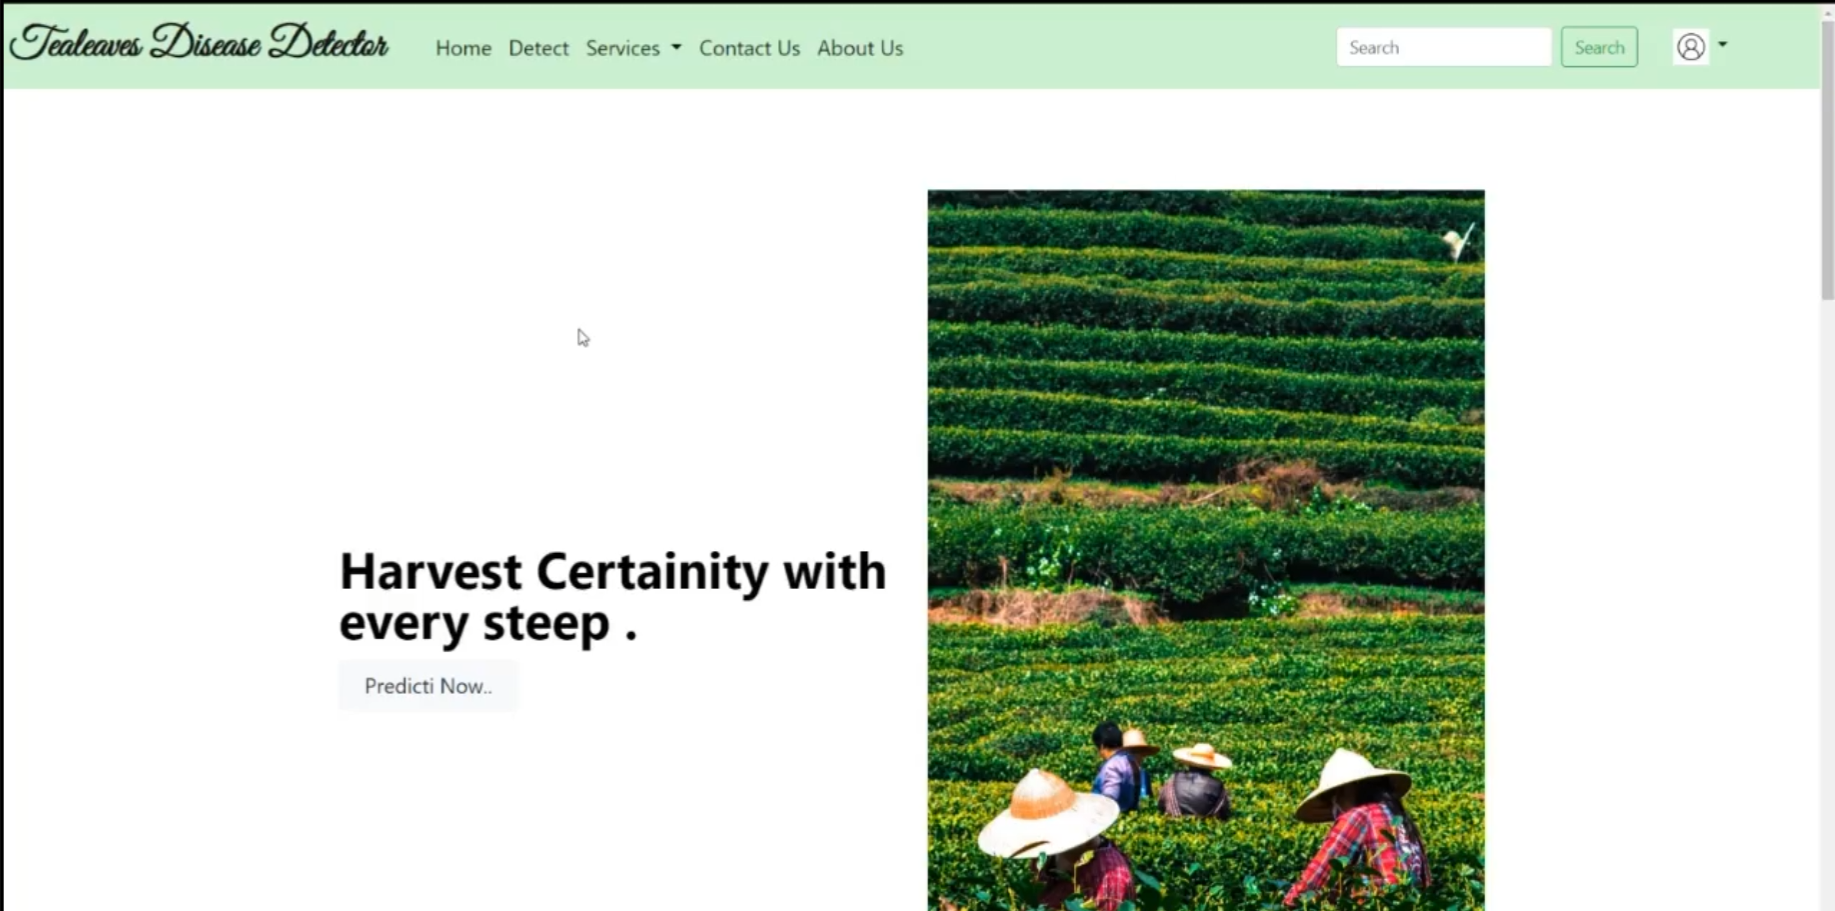 Tealeaves Disease Detector
Home Detect Services Contact Us About Us
Search
Search
Harvest Certainity with
every steep .
Predicti Now..